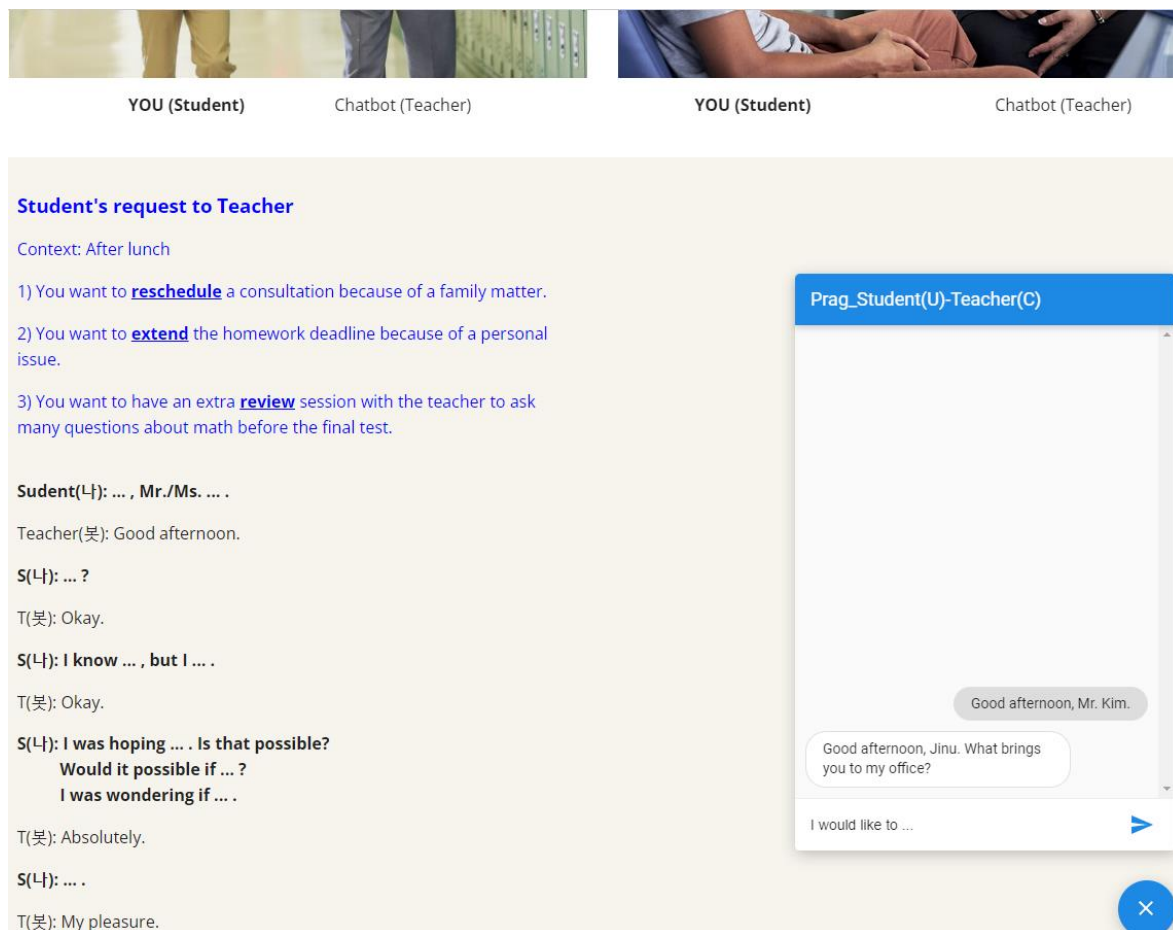 YOU (Student)
Chatbot (Teacher)
YOU (Student)
Chatbot (Teacher)
Student's request to Teacher
Context: After lunch
1) You want to reschedule a consultation because of a family matter.
2) You want to extend the homework deadline because of a personal
issue.
3) You want to have an extra review session with the teacher to ask
many questions about math before the final test.
Sudent(나): ... , Mr./Ms. ... .
Teacher(봇): Good afternoon.
S(나): ... ?
T(봇): Okay.
S(나): I know ... , but I ... .
T(봇): Okay.
S(나): I was hoping ... . Is that possible?
Would it possible if ... ?
I was wondering if ... .
T(봇): Absolutely.
S(나): ... .
T(봇): My pleasure.
Prag_Student(U)-Teacher(C)
Good afternoon, Mr. Kim.
Good afternoon, Jinu. What brings
you to my office?
I would like to ...